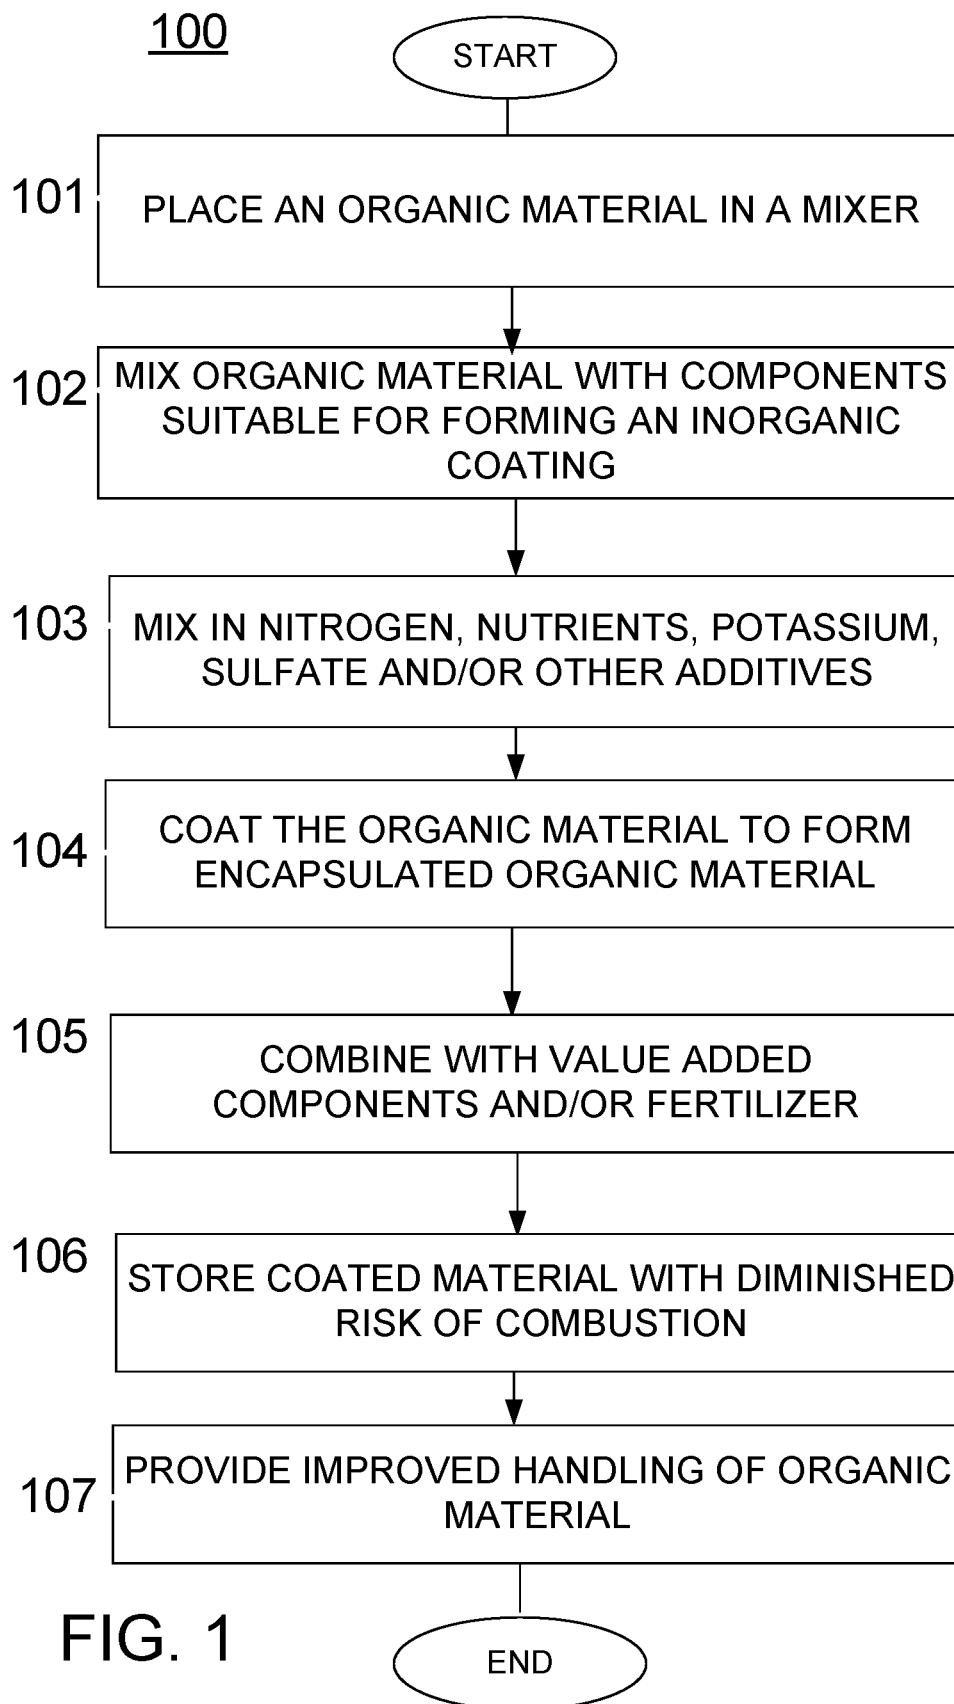 100
START
101
PLACE AN ORGANIC MATERIAL IN A MIXER
102
MIX ORGANIC MATERIAL WITH COMPONENTS
SUITABLE FOR FORMING AN INORGANIC
COATING
103
MIX IN NITROGEN, NUTRIENTS, POTASSIUM,
SULFATE AND/OR OTHER ADDITIVES
104
COAT THE ORGANIC MATERIAL TO FORM
ENCAPSULATED ORGANIC MATERIAL
105
COMBINE WITH VALUE ADDED
COMPONENTS AND/OR FERTILIZER
106
STORE COATED MATERIAL WITH DIMINISHED
RISK OF COMBUSTION
107
PROVIDE IMPROVED HANDLING OF ORGANIC
MATERIAL
FIG. 1
END